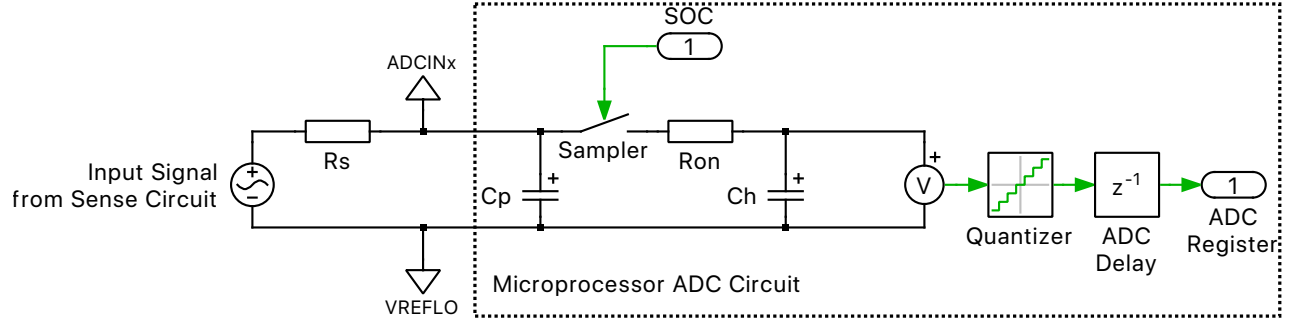 SOC
1
ADCINx
Sampler
Rs
Ron
Input Signal
from Sense Circuit
Cp
Ch
V
z-1
1
Quantizer
ADC
Delay
ADC
Register
Microprocessor ADC Circuit
VREFLO